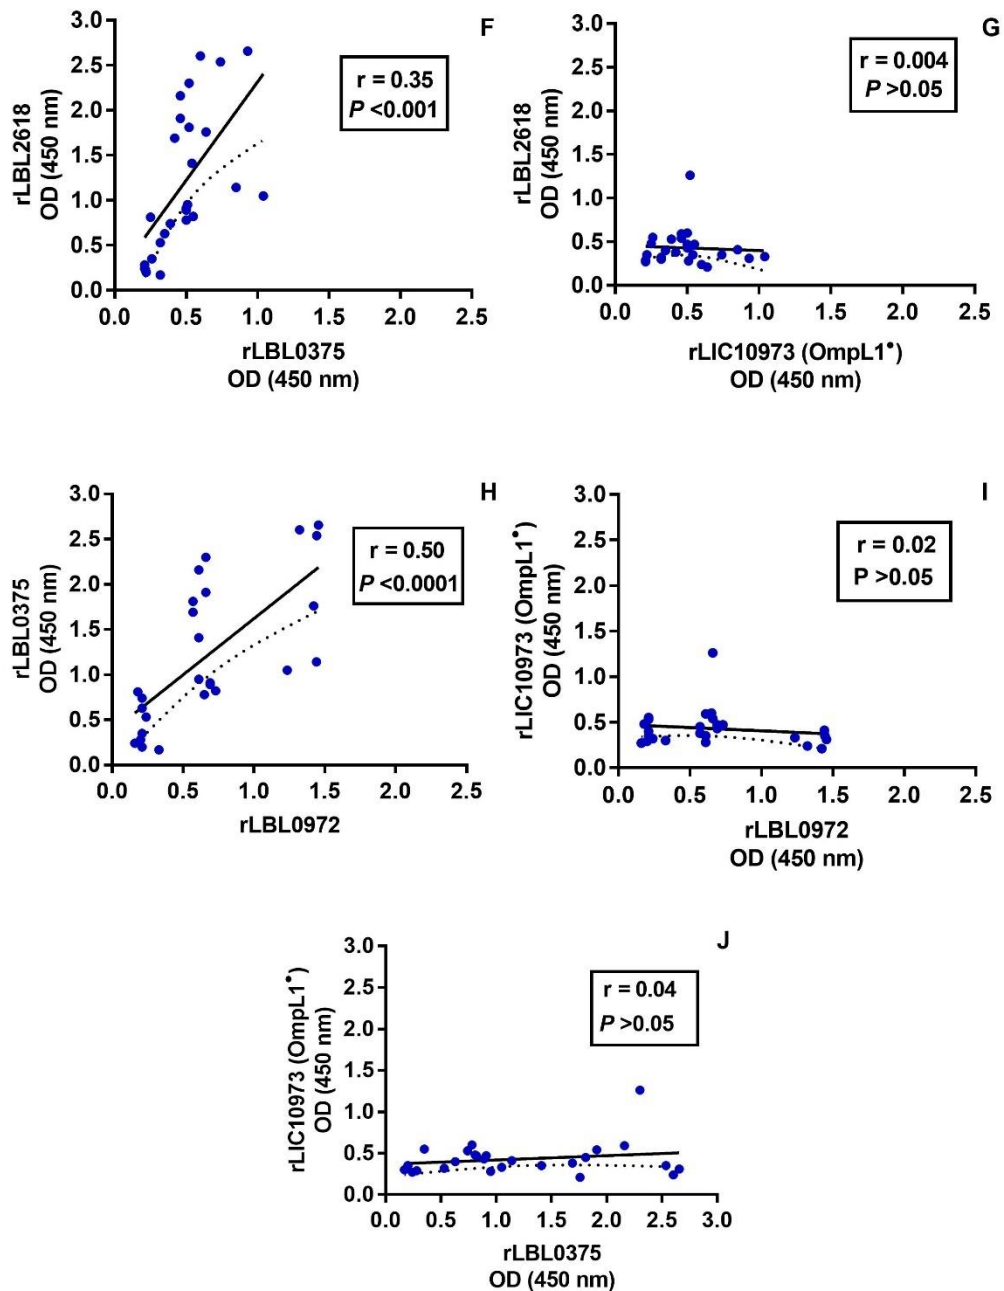 F
3.0
2.5
2.0
1.5
1.0
0.5
0.0
rLBL2618
OD (450 nm)
r = 0.35
P <0.001
0.0 0.5 1.0 1.5 2.0 2.5
rLBL0375
OD (450 nm)
G
3.0
2.5
2.0
1.5
1.0
0.5
0.0
rLBL2618
OD (450 nm)
r = 0.004
P >0.05
0.0 0.5 1.0 1.5 2.0 2.5
rLIC10973 (OmpL1•)
OD (450 nm)
H
3.0
2.5
2.0
1.5
1.0
0.5
0.0
rLBL0375
OD (450 nm)
r = 0.50
P <0.0001
0.0 0.5 1.0 1.5 2.0 2.5
rLBL0972
I
3.0
2.5
2.0
1.5
1.0
0.5
0.0
rLIC10973 (OmpL1•)
OD (450 nm)
r = 0.02
P >0.05
0.0 0.5 1.0 1.5 2.0 2.5
rLBL0972
OD (450 nm)
J
3.0
2.5
2.0
1.5
1.0
0.5
0.0
rLIC10973 (OmpL1•)
OD (450 nm)
r = 0.04
P >0.05
0.0 0.5 1.0 1.5 2.0 2.5 3.0
rLBL0375
OD (450 nm)